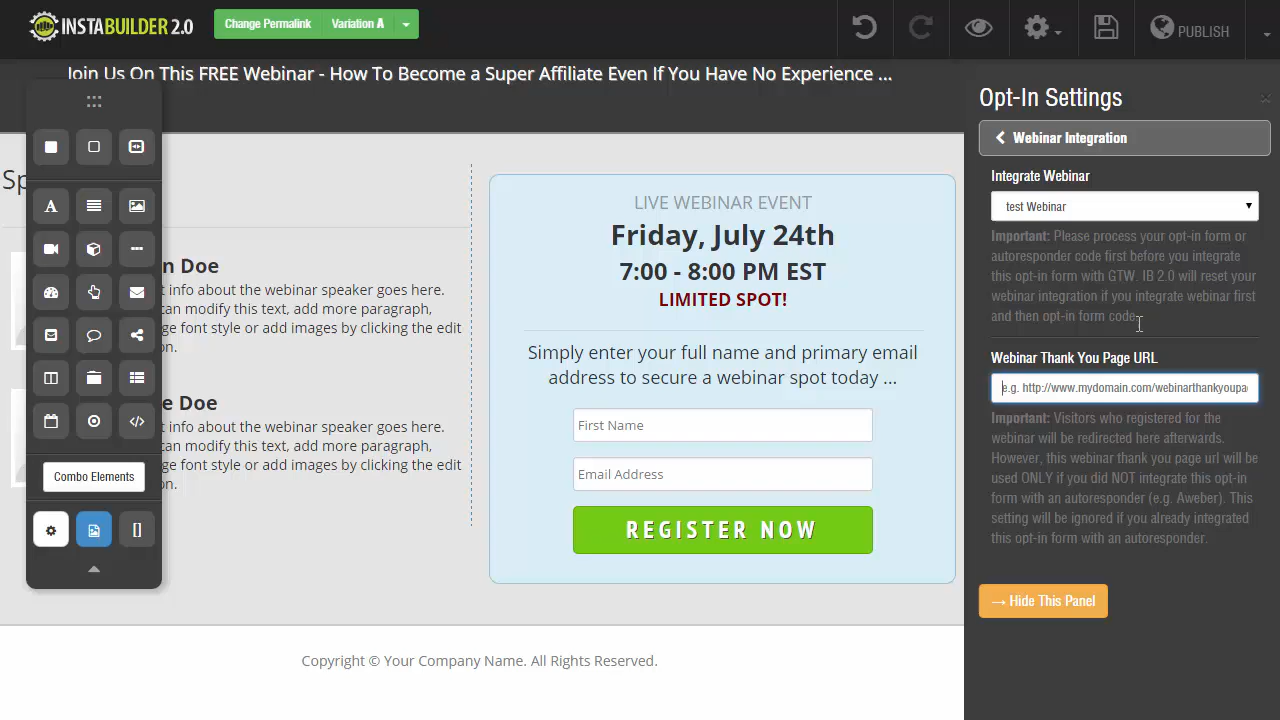 INSTABUILDER 2.0
Change Permalink
Variation A
PUBLISH
Join Us On This FREE Webinar - How To Become a Super Affiliate Even If You Have No Experience ...
Sp
n Doe
t info about the webinar speaker goes here.
can modify this text, add more paragraph,
ge font style or add images by clicking the edit
on.
e Doe
t info about the webinar speaker goes here.
can modify this text, add more paragraph,
ge font style or add images by clicking the edit
on.
Combo Elements
LIVE WEBINAR EVENT
Friday, July 24th
7:00 - 8:00 PM EST
LIMITED SPOT!
Simply enter your full name and primary email
address to secure a webinar spot today ...
First Name
Email Address
REGISTER NOW
Copyright © Your Company Name. All Rights Reserved.
Opt-In Settings
Webinar Integration
Integrate Webinar
test Webinar
Important: Please process your opt-in form or
autoresponder code first before you integrate
this opt-in form with GTW. IB 2.0 will reset your
webinar integration if you integrate webinar first
and then opt-in form code.
Webinar Thank You Page URL
e.g. http://www.mydomain.com/webinarthankyoupa
Important: Visitors who registered for the
webinar will be redirected here afterwards.
However, this webinar thank you page url will be
used ONLY if you did NOT integrate this opt-
in form with an autoresponder (e.g. Aweber). This
setting will be ignored if you already integrated
this opt-in form with an autoresponder.
→ Hide This Panel